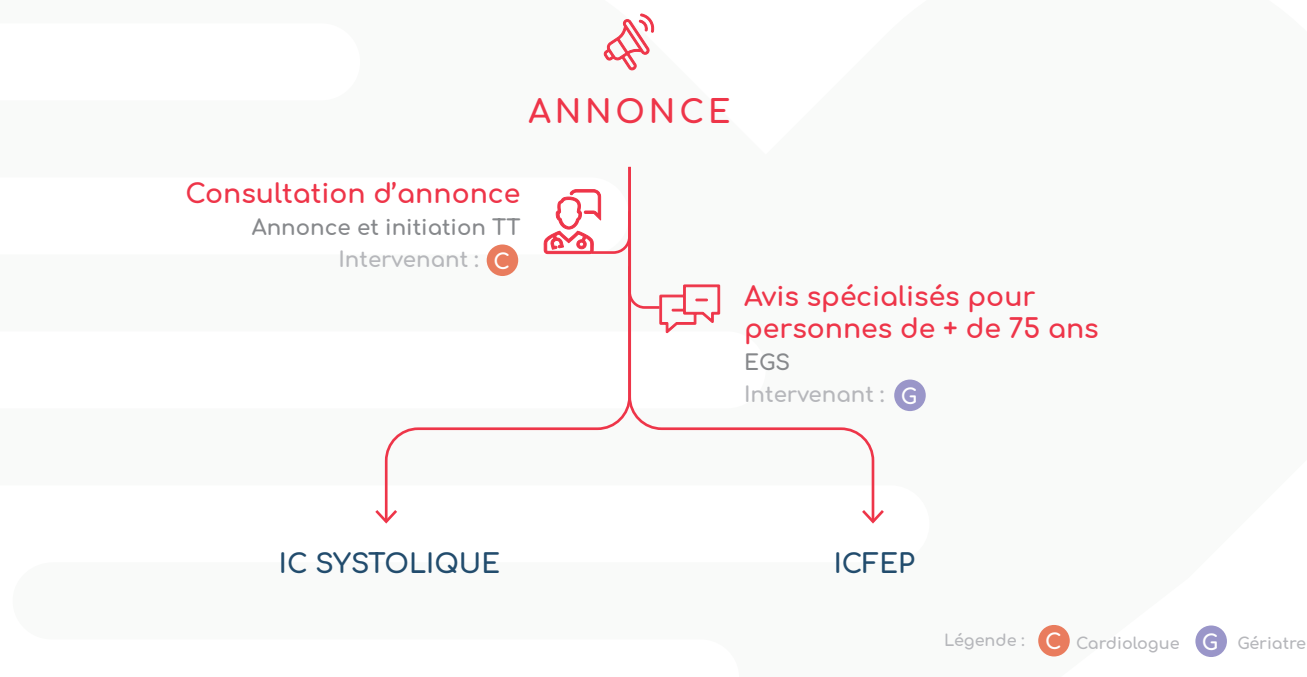 ANNONCE
Consultation d'annonce
Annonce et initiation TT
Intervenant : C
Avis spécialisés pour
personnes de + de 75 ans
EGS
Intervenant : G
IC SYSTOLIQUE
ICFEP
Légende : C Cardiologue G Gériatre